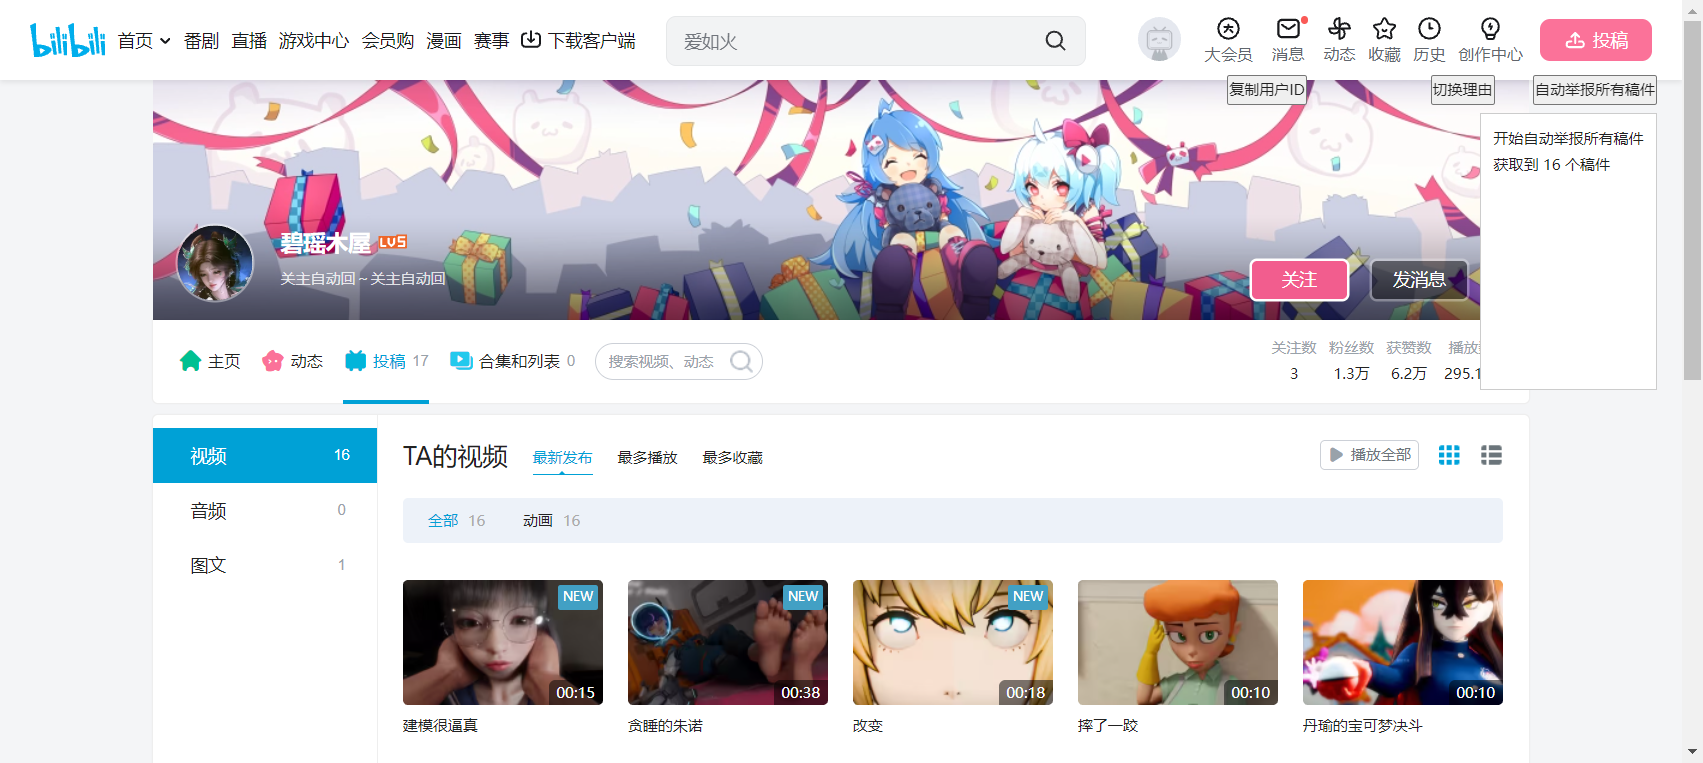 bilibili
首页
番剧
直播
游戏中心
会员购
漫画
赛事
下载客户端
爱如火
大会员
消息
动态
收藏
历史
创作中心
投稿
复制用户ID
切换理由
自动举报所有稿件
开始自动举报所有稿件
获取到 16 个稿件
碧瑶木屋 LV5
关主自动回～关主自动回
关注
发消息
主页
动态
投稿 17
合集和列表 0
搜索视频、动态
关注数
3
粉丝数
1.3万
获赞数
6.2万
播放
295.1
视频 16
音频 0
图文 1
TA的视频
最新发布
最多播放
最多收藏
播放全部
全部 16
动画 16
NEW
00:15
建模很逼真
NEW
00:38
贪睡的朱诺
NEW
00:18
改变
00:10
摔了一跤
00:10
丹瑜的宝可梦决斗